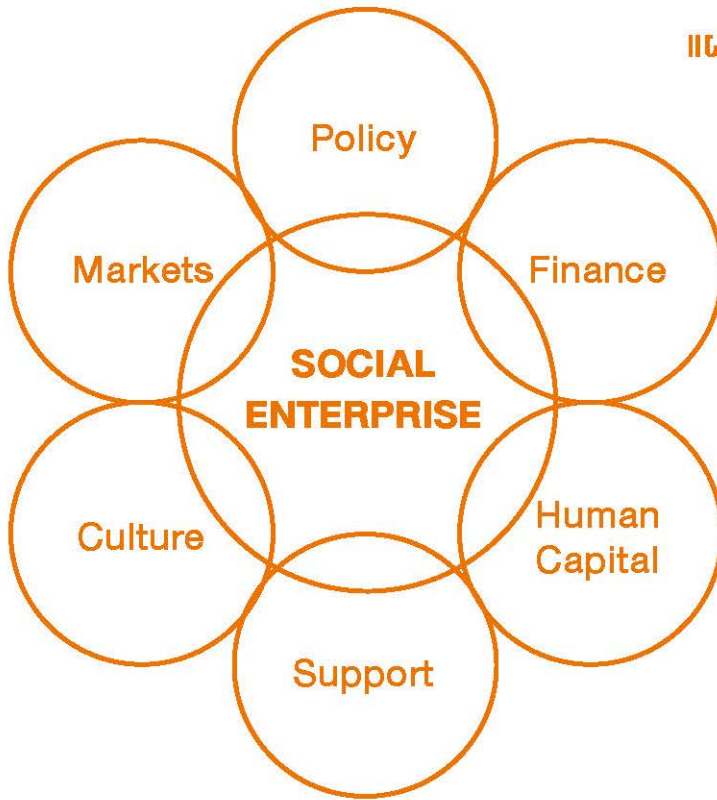 Policy
Markets
Finance
SOCIAL
ENTERPRISE
Culture
Human
Capital
Support